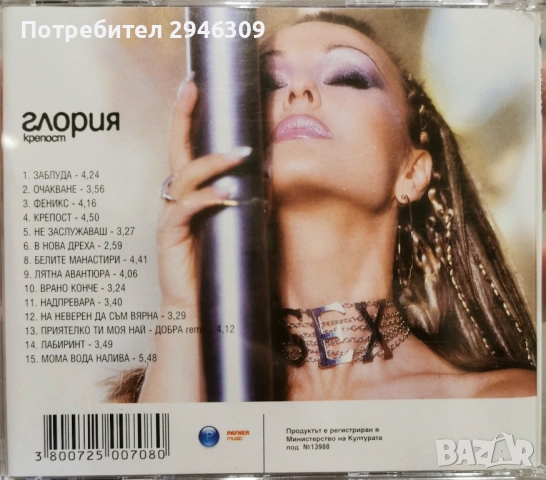 Потребител 2946309
глория
крепост
1. ЗАБЛУДА - 4,24
2. ОЧАКВАНЕ - 3,56
3. ФЕНИКС - 4,16
4. КРЕПОСТ - 4,50
5. НЕ ЗАСЛУЖАВАШ - 3,27
6. В НОВА ДРЕХА - 2,59
8. БЕЛИТЕ МАНАСТИРИ - 4,41
9. ЛЯТНА АВАНТЮРА - 4,06
10. ВРАНО КОНЧЕ - 3,24
11. НАДПРЕВАРА - 3,40
12. НА НЕВЕРЕН ДА СЪМ ВЯРНА - 3,29
13. ПРИЯТЕЛКО ТИ МОЯ НАЙ - ДОБРА remix 4,12
14. ЛАБИРИНТ - 3,49
15. МОМА ВОДА НАЛИВА - 5,48
SEX
PAYNER
music
3 800725 007080
Продуктът е регистриран в
Министерство на Културата
под №13988
BAZAR